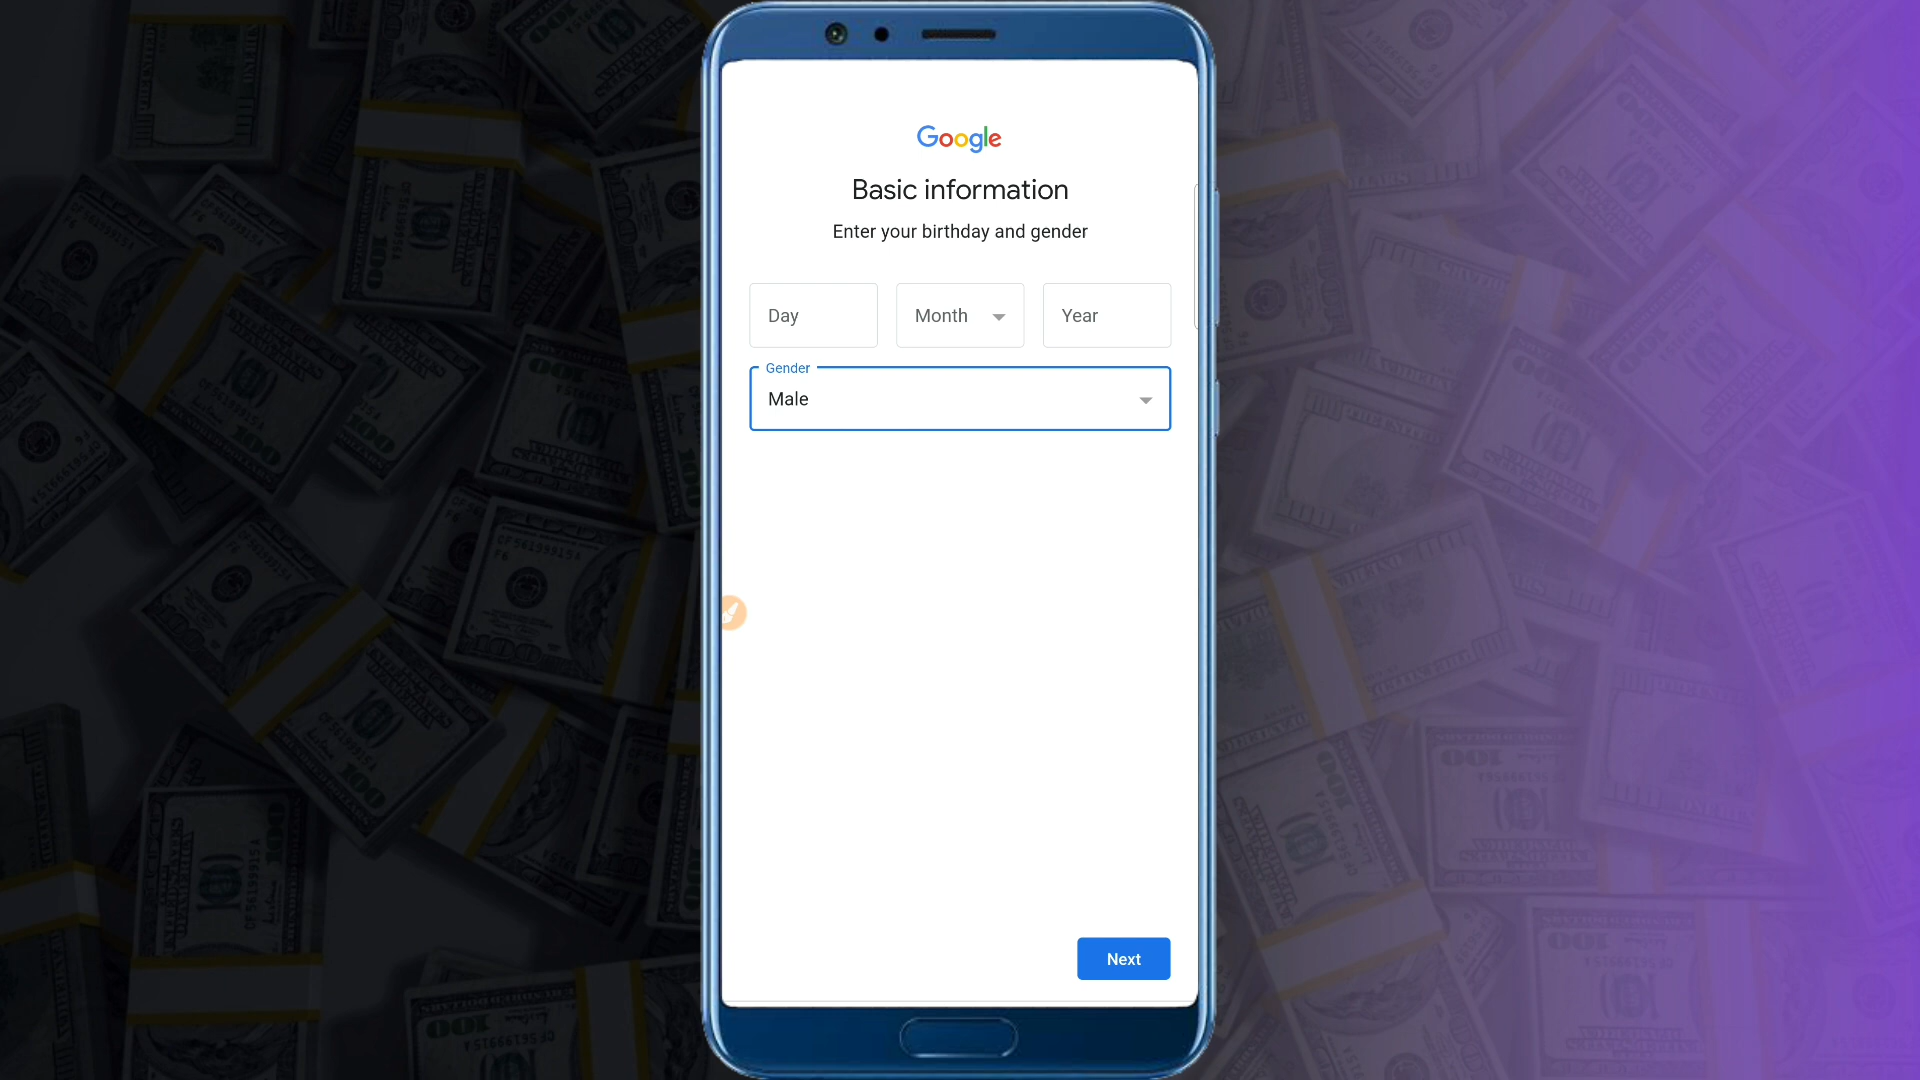 Google
Basic information
Enter your birthday and gender
Day
Month
Year
Gender
Male
Next